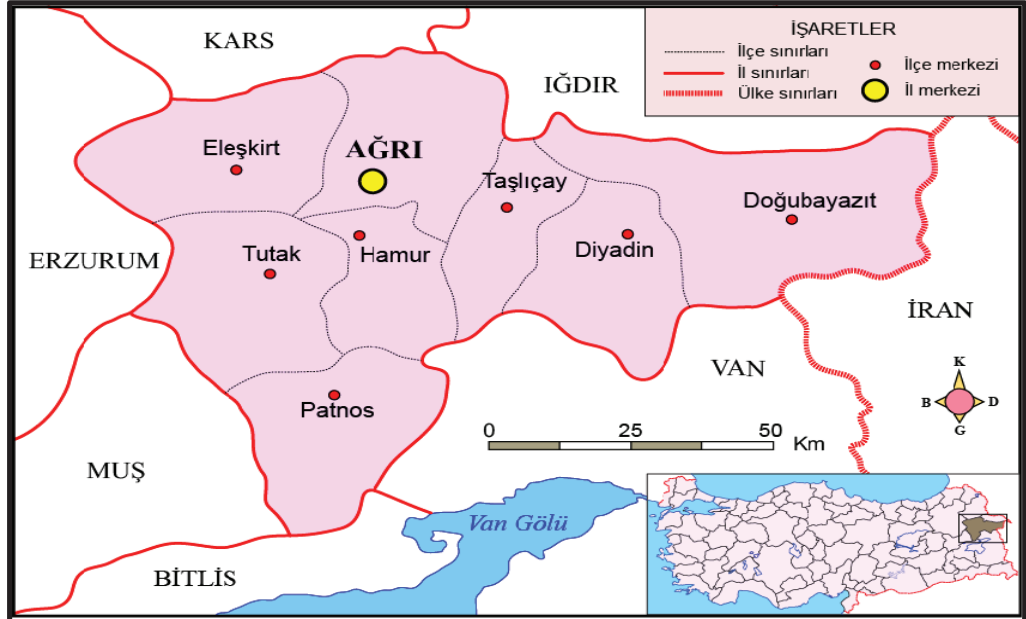 KARS
IĞDIR
İŞARETLER
İlçe sınırları
İlçe merkezi
İl sınırları
İl merkezi
Ülke sınırları
Eleşkirt
AĞRI
Taşlıçay
Doğubayazıt
ERZURUM
Tutak
Hamur
Diyadin
İRAN
VAN
K
B
D
G
Patnos
0
25
50
Km
MUŞ
Van Gölü
BİTLİS